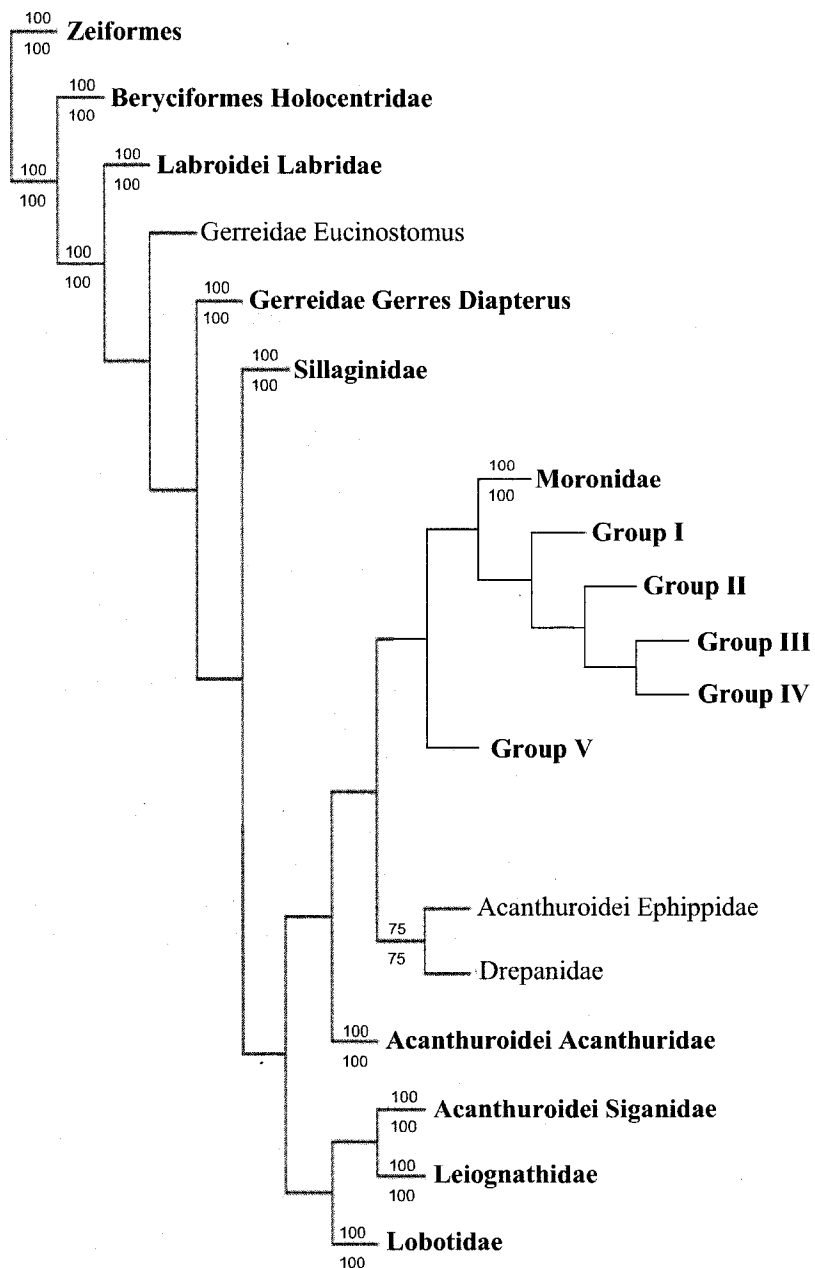 100
Zeiformes
100
100
Beryciformes Holocentridae
100
100
Labroidei Labridae
100
100
100
Gerreidae Eucinostomus
100
100
100
Gerreidae Gerres Diapterus
100
100
Sillaginidae
100
100
Moronidae
100
Group I
Group II
Group III
Group IV
Group V
Acanthuroidei Ephippidae
75
75
Drepanidae
100
Acanthuroidei Acanthuridae
100
100
Acanthuroidei Siganidae
100
100
Leiognathidae
100
100
Lobotidae
100